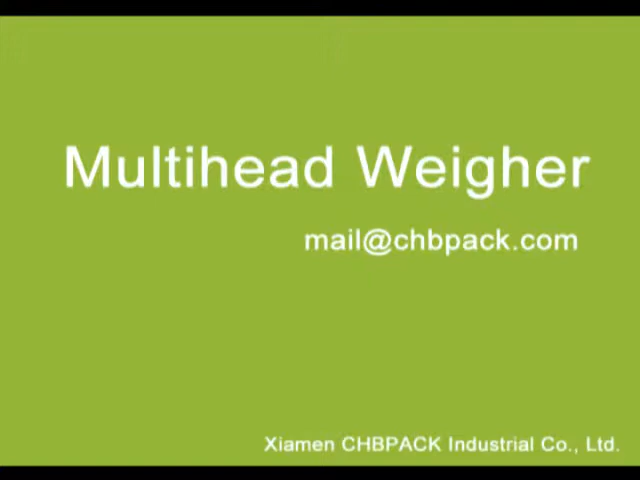 Multihead Weigher
mail@chbpack.com
Xiamen CHBPACK Industrial Co., Ltd.